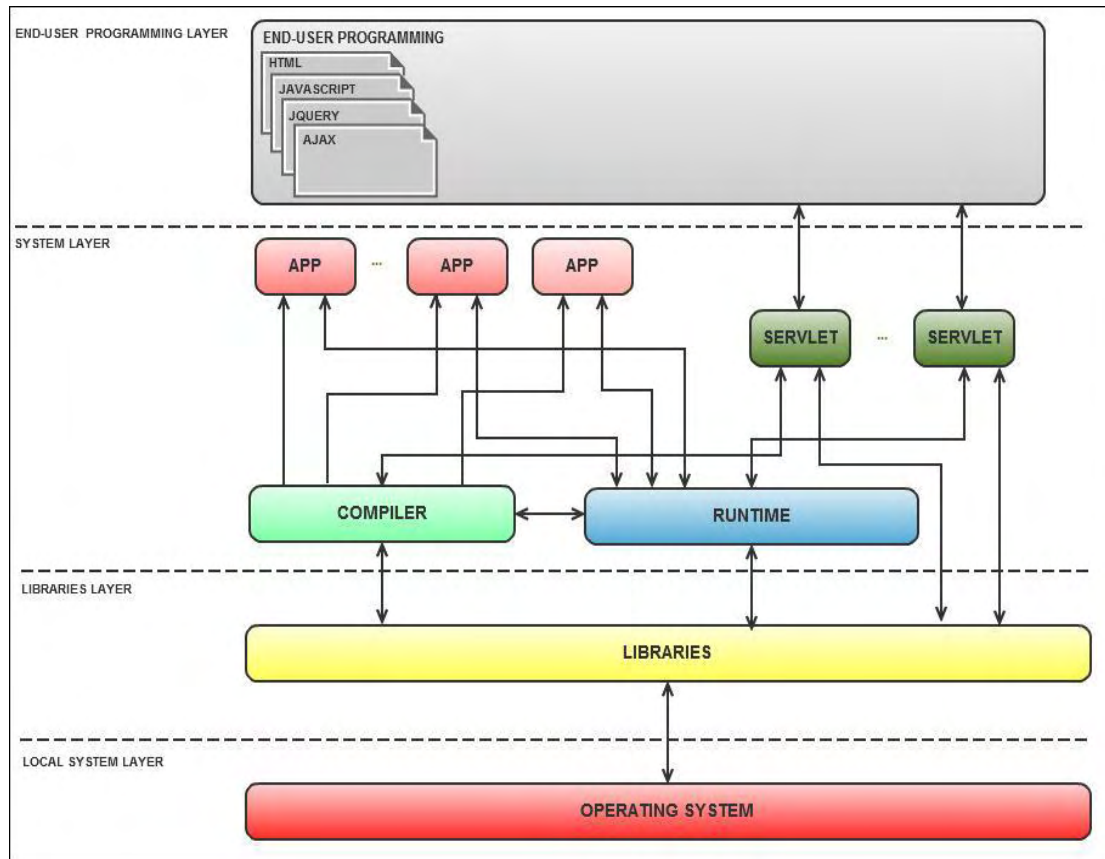 END-USER PROGRAMMING LAYER
END-USER PROGRAMMING
HTML
JAVASCRIPT
JQUERY
AJAX
SYSTEM LAYER
APP
...
APP
APP
SERVLET
...
SERVLET
COMPILER
RUNTIME
LIBRARIES LAYER
LIBRARIES
LOCAL SYSTEM LAYER
OPERATING SYSTEM